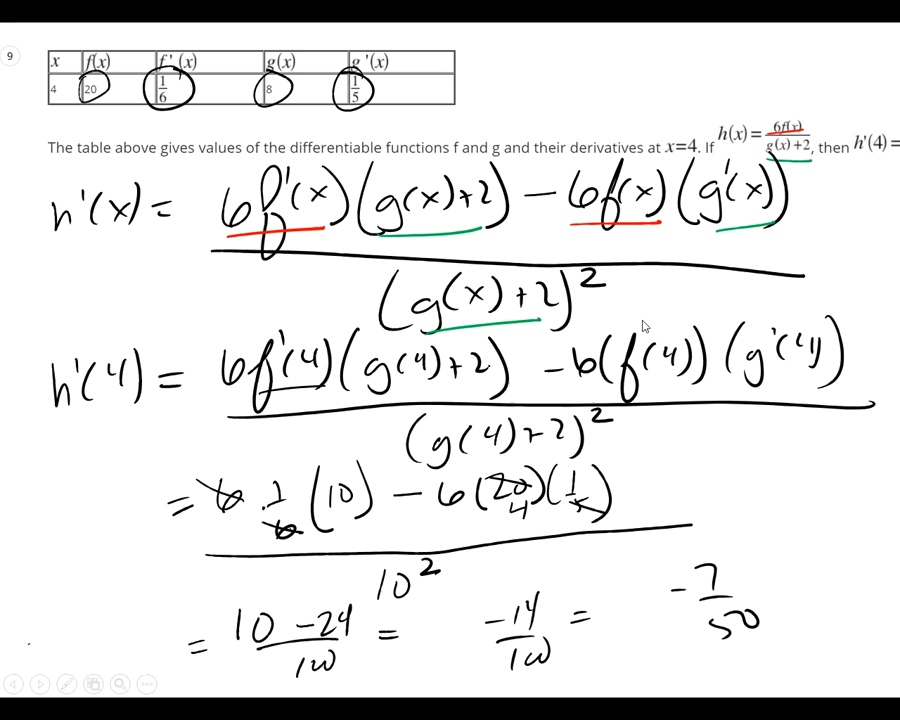 9
x f(x) f'(x) g(x) g'(x)
4 20 1/6 8 1/5
The table above gives values of the differentiable functions f and g and their derivatives at x=4. If h(x) = 6f(x)/(g(x)+2), then h'(4) =
h'(x) = (6f'(x)(g(x)+2) − 6f(x)(g'(x)))/(g(x)+2)²
h'(4) = (6f'(4)(g(4)+2) − 6(f(4))(g'(4)))/(g(4)+2)²
= (6 · 1/6 (10) − 6(20)(1/5))/10² 4
= (10 − 24)/100 = −14/100 = −7/50